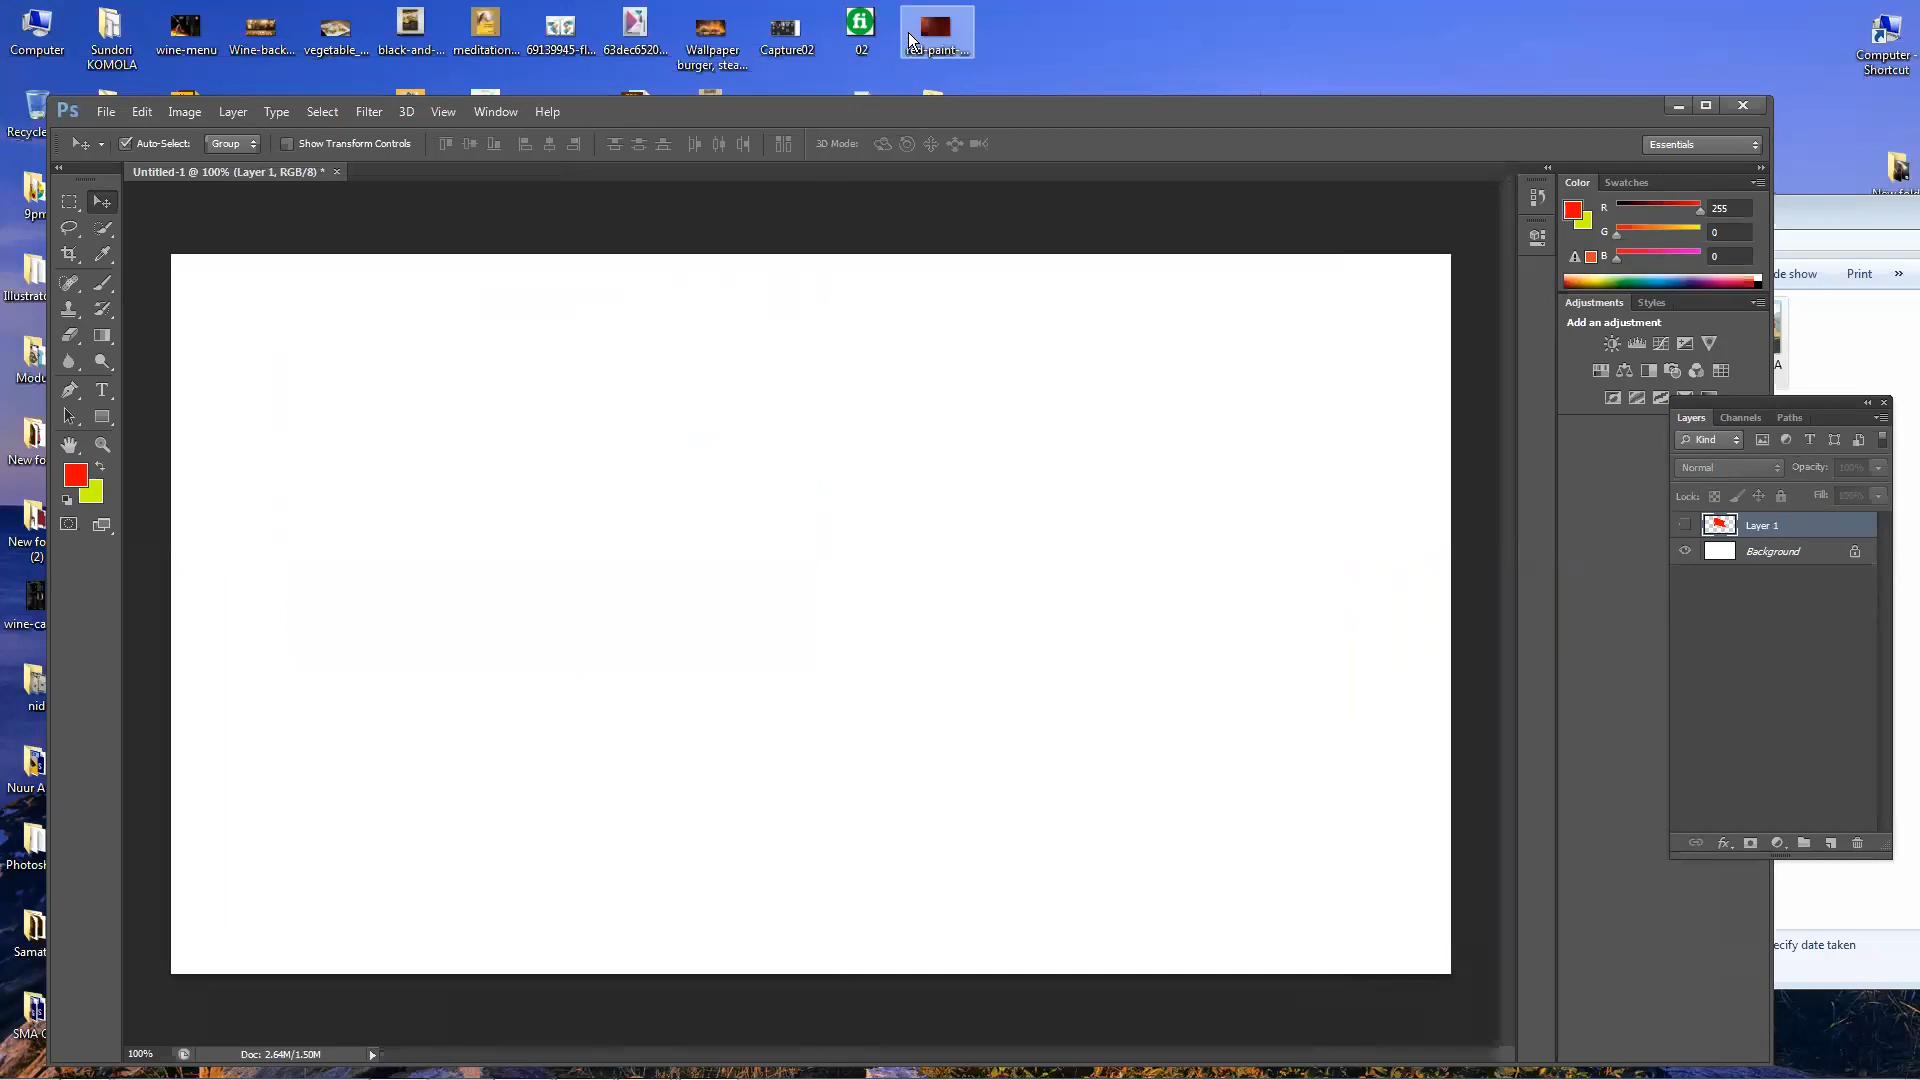 Computer
Sundori
KOMOLA
wine-menu
Wine-back...
vegetable_...
black-and-...
meditation...
69139945-fl...
63dec6520...
Wallpaper
burger, stea...
Capture02
02
fi
Computer -
Shortcut
Recycle
9pm
Illustrato
Modu
New fo
New fo
(2)
wine-ca
nid
Nuur A
Photosh
Samat
SMA C
Ps
File
Edit
Image
Layer
Type
Select
Filter
3D
View
Window
Help
Auto-Select:
Group
Show Transform Controls
3D Mode:
Essentials
Untitled-1 @ 100% (Layer 1, RGB/8) *
Color
Swatches
R
255
G
0
B
0
Adjustments
Styles
Add an adjustment
de show
Print
A
Layers
Channels
Paths
Kind
Normal
Opacity:
100%
Lock:
Fill:
100%
Layer 1
Background
ecify date taken
100%
Doc: 2.64M/1.50M